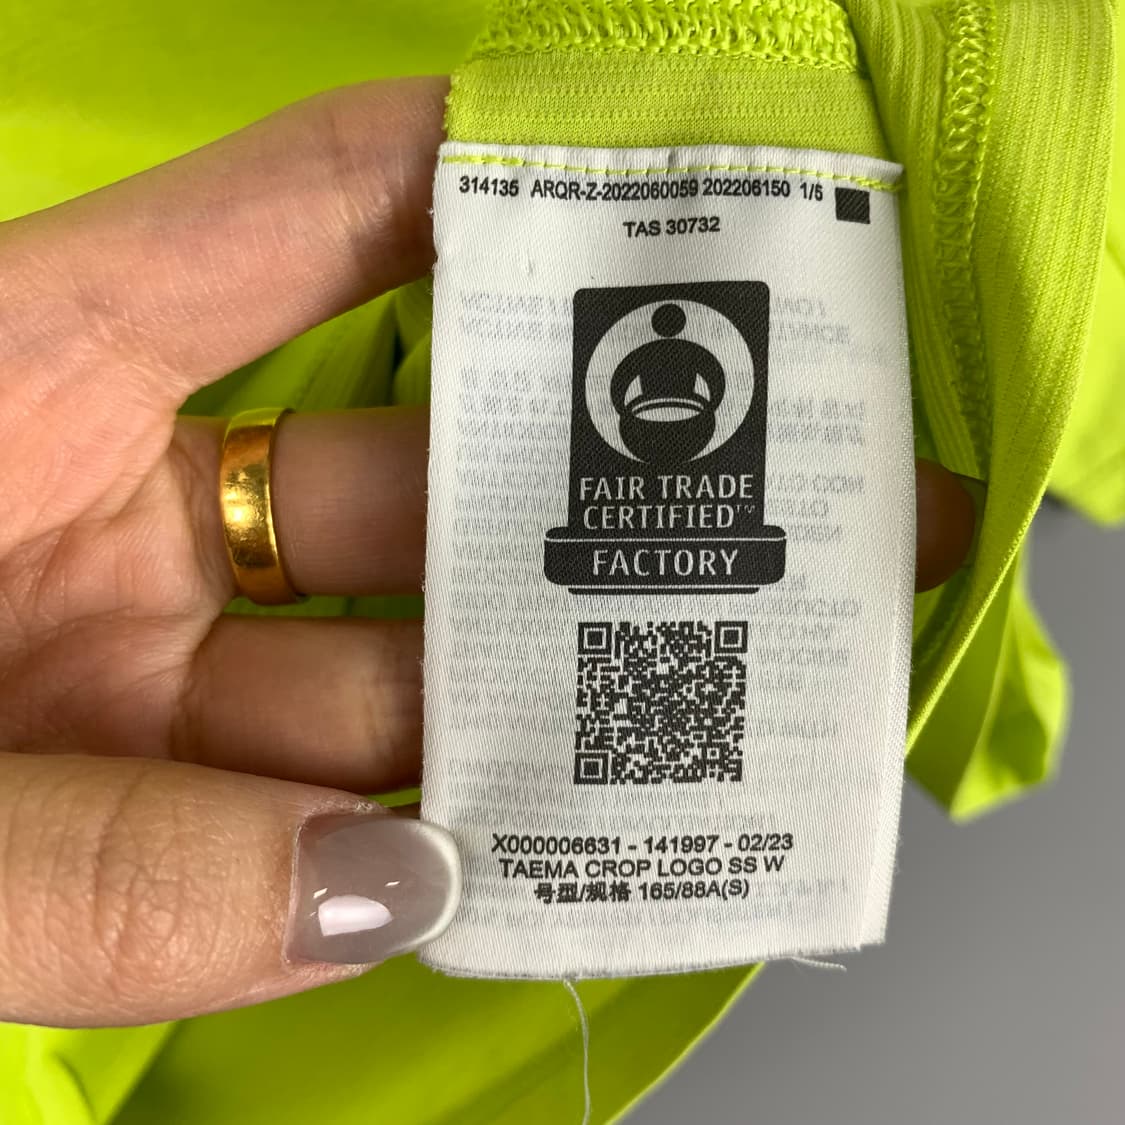 314135 ARQR-Z-2022060059 202206150 1/6
TAS 30732
FAIR TRADE
CERTIFIED™
FACTORY
X000006631 - 141997 - 02/23
TAEMA CROP LOGO SS W
号型/规格 165/88A(S)